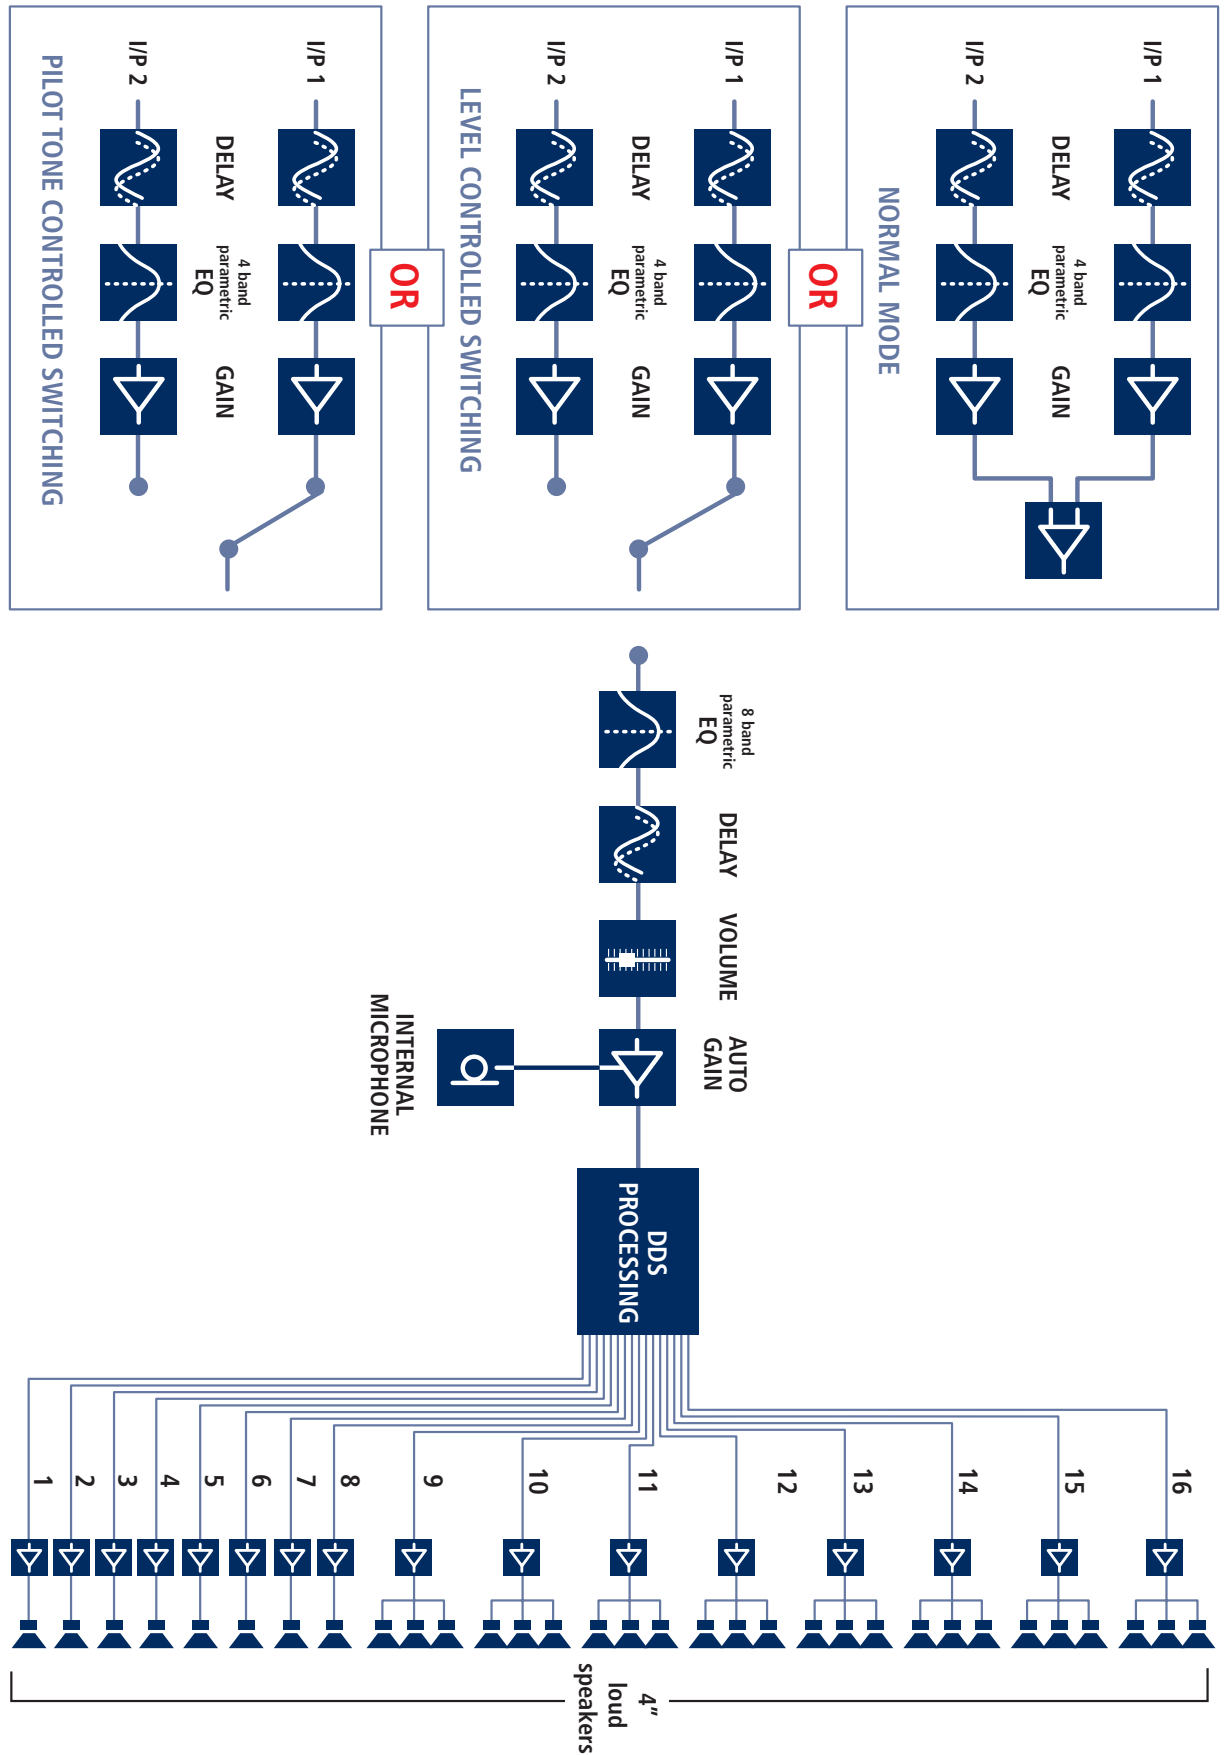 I/P 1
DELAY
4 band
parametric
EQ
GAIN
I/P 2
NORMAL MODE
OR
I/P 1
DELAY
4 band
parametric
EQ
GAIN
I/P 2
LEVEL CONTROLLED SWITCHING
OR
I/P 1
DELAY
4 band
parametric
EQ
GAIN
I/P 2
PILOT TONE CONTROLLED SWITCHING
8 band
parametric
EQ
DELAY
VOLUME
AUTO
GAIN
INTERNAL
MICROPHONE
DDS
PROCESSING
16
15
14
13
12
11
10
9
8
7
6
5
4
3
2
1
4”
loud
speakers